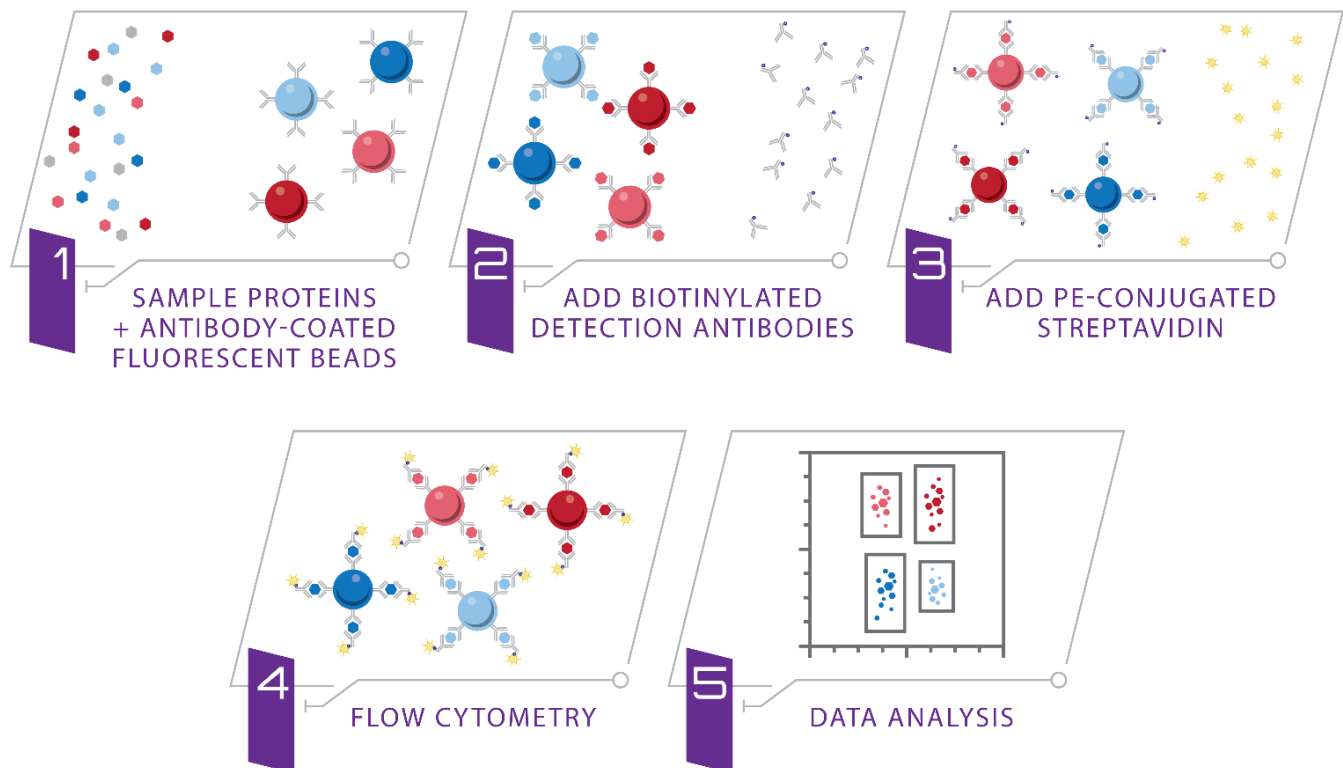 1
SAMPLE PROTEINS
+ ANTIBODY-COATED
FLUORESCENT BEADS
2
ADD BIOTINYLATED
DETECTION ANTIBODIES
3
ADD PE-CONJUGATED
STREPTAVIDIN
4
FLOW CYTOMETRY
5
DATA ANALYSIS